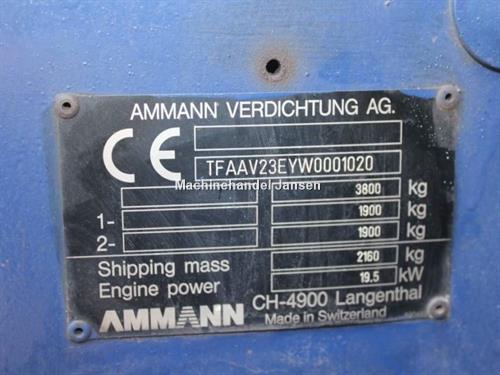 AMMANN VERDICHTUNG AG.
CE
TFAAV23EYW0001020
Machinehandel Jansen
3800 kg
1- 1900 kg
2- 1900 kg
Shipping mass 2160 kg
Engine power 19.5 kW
AMMANN CH-4900 Langenthal
Made in Switzerland